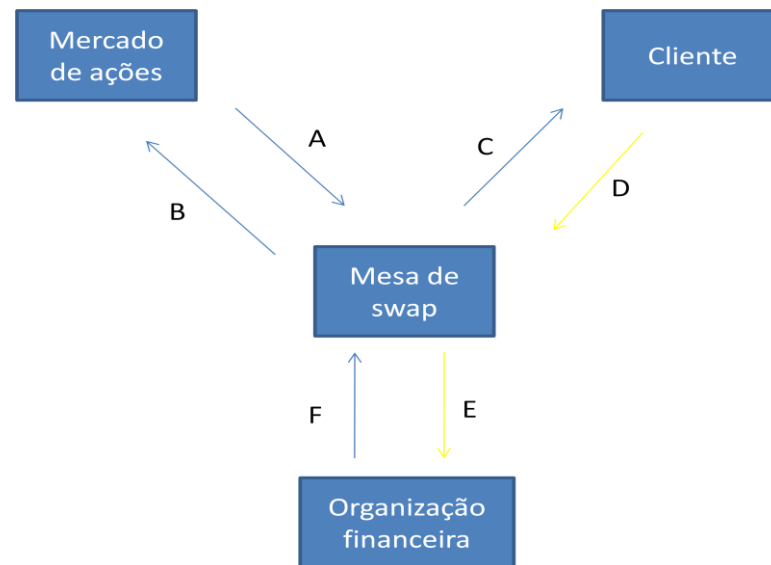 Mercado
de ações
Cliente
A
C
B
D
Mesa de
swap
F
E
Organização
financeira